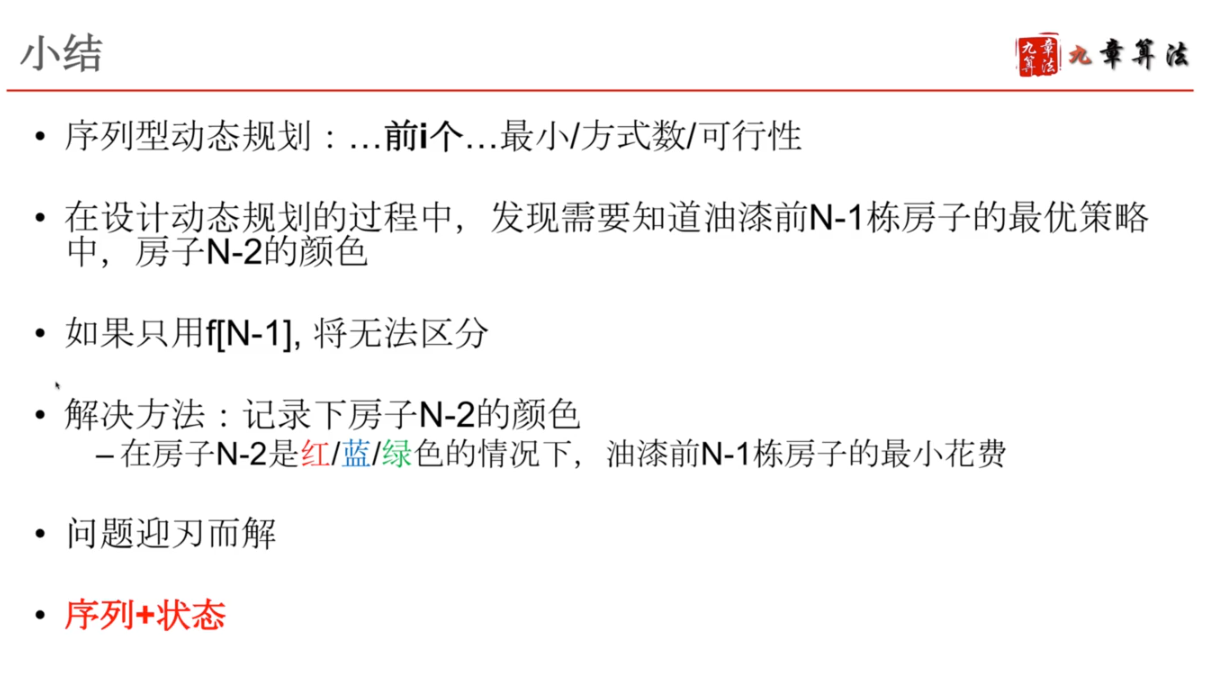 小结
九章算法
九章算法
• 序列型动态规划：…前i个…最小/方式数/可行性
• 在设计动态规划的过程中，发现需要知道油漆前N-1栋房子的最优策略
中，房子N-2的颜色
• 如果只用f[N-1], 将无法区分
• 解决方法：记录下房子N-2的颜色
– 在房子N-2是红/蓝/绿色的情况下，油漆前N-1栋房子的最小花费
• 问题迎刃而解
• 序列+状态